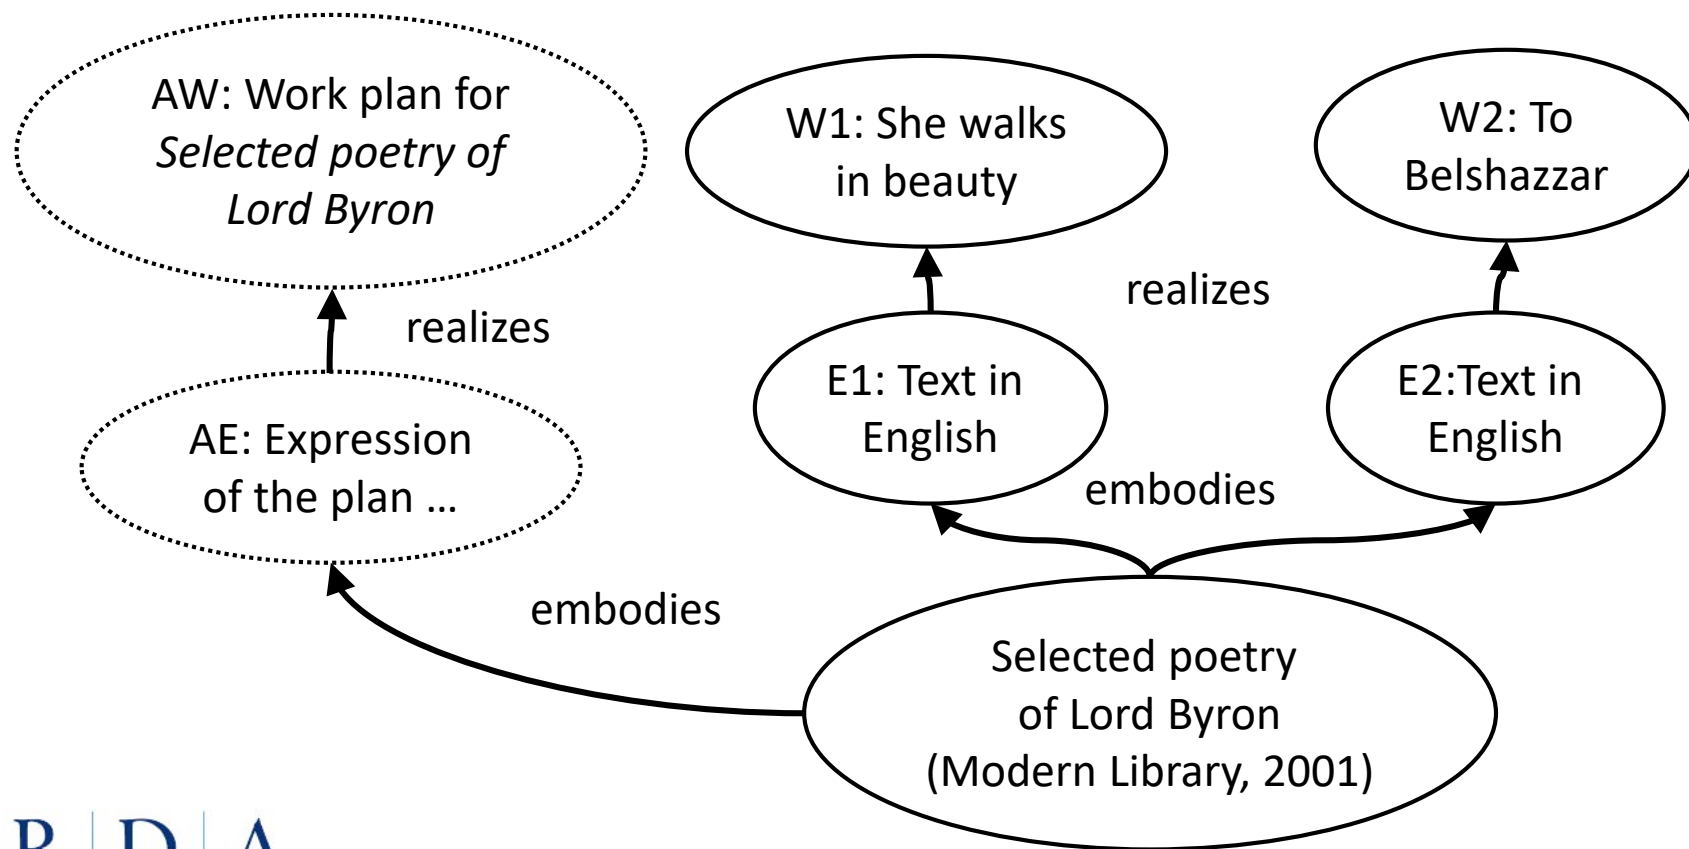 AW: Work plan for
Selected poetry of
Lord Byron
W1: She walks
in beauty
W2: To
Belshazzar
realizes
realizes
AE: Expression
of the plan ...
E1: Text in
English
E2:Text in
English
embodies
embodies
Selected poetry
of Lord Byron
(Modern Library, 2001)
R | D | A